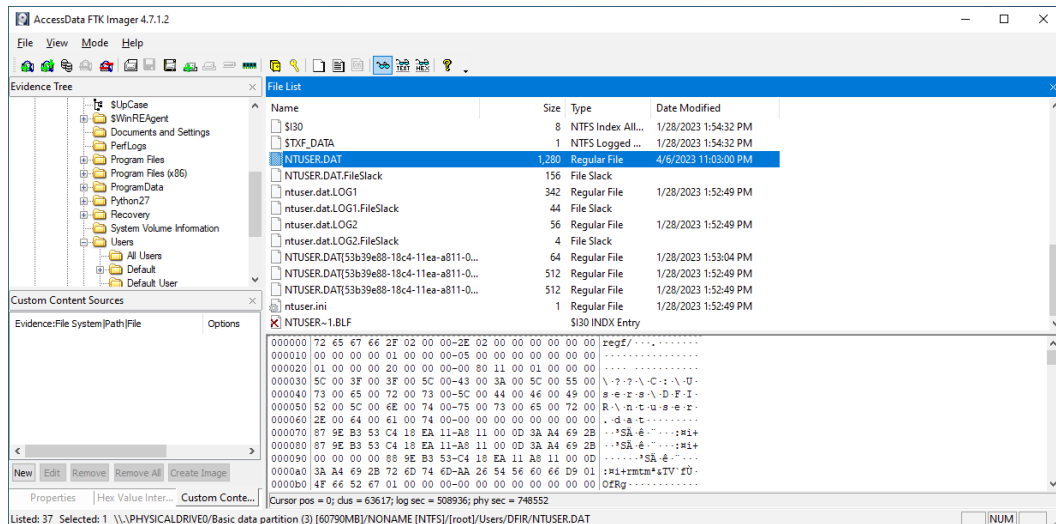 AccessData FTK Imager 4.7.1.2
File View Mode Help
Evidence Tree
$UpCase
$WinREAgent
Documents and Settings
PerfLogs
Program Files
Program Files (x86)
ProgramData
Python27
Recovery
System Volume Information
Users
All Users
Default
Default User
Custom Content Sources
Evidence:File System|Path|File Options
New Edit Remove Remove All Create Image
Properties Hex Value Inter... Custom Conte...
File List
Name Size Type Date Modified
$I30 8 NTFS Index All... 1/28/2023 1:54:32 PM
$TXF_DATA 1 NTFS Logged ... 1/28/2023 1:54:32 PM
NTUSER.DAT 1,280 Regular File 4/6/2023 11:03:00 PM
NTUSER.DAT.FileSlack 156 File Slack
ntuser.dat.LOG1 342 Regular File 1/28/2023 1:52:49 PM
ntuser.dat.LOG1.FileSlack 44 File Slack
ntuser.dat.LOG2 56 Regular File 1/28/2023 1:52:49 PM
ntuser.dat.LOG2.FileSlack 4 File Slack
NTUSER.DAT{53b39e88-18c4-11ea-a811-0... 64 Regular File 1/28/2023 1:53:04 PM
NTUSER.DAT{53b39e88-18c4-11ea-a811-0... 512 Regular File 1/28/2023 1:52:49 PM
NTUSER.DAT{53b39e88-18c4-11ea-a811-0... 512 Regular File 1/28/2023 1:52:49 PM
ntuser.ini 1 Regular File 1/28/2023 1:52:49 PM
NTUSER~1.BLF $I30 INDX Entry
000000 72 65 67 66 2F 02 00 00-2E 02 00 00 00 00 00 00 regf/···.·······
000010 00 00 00 00 01 00 00 00-05 00 00 00 00 00 00 00 ················
000020 01 00 00 00 20 00 00 00-00 80 11 00 01 00 00 00 ···· ···········
000030 5C 00 3F 00 3F 00 5C 00-43 00 3A 00 5C 00 55 00 \·?·?·\·C·:·\·U·
000040 73 00 65 00 72 00 73 00-5C 00 44 00 46 00 49 00 s·e·r·s·\·D·F·I·
000050 52 00 5C 00 6E 00 74 00-75 00 73 00 65 00 72 00 R·\·n·t·u·s·e·r·
000060 2E 00 64 00 61 00 74 00-00 00 00 00 00 00 00 00 .·d·a·t·········
000070 87 9E B3 53 C4 18 EA 11-A8 11 00 0D 3A A4 69 2B ··³SÄ·ê·¨···:¤i+
000080 87 9E B3 53 C4 18 EA 11-A8 11 00 0D 3A A4 69 2B ··³SÄ·ê·¨···:¤i+
000090 00 00 00 00 88 9E B3 53-C4 18 EA 11 A8 11 00 0D ······³SÄ·ê·¨···
0000a0 3A A4 69 2B 72 6D 74 6D-AA 26 54 56 60 66 D9 01 :¤i+rmtmª&TV`fÙ·
0000b0 4F 66 52 67 01 00 00 00-00 00 00 00 00 00 00 00 OfRg············
Cursor pos = 0; clus = 63617; log sec = 508936; phy sec = 748552
Listed: 37 Selected: 1 \\.\PHYSICALDRIVE0/Basic data partition (3) [60790MB]/NONAME [NTFS]/[root]/Users/DFIR/NTUSER.DAT NUM